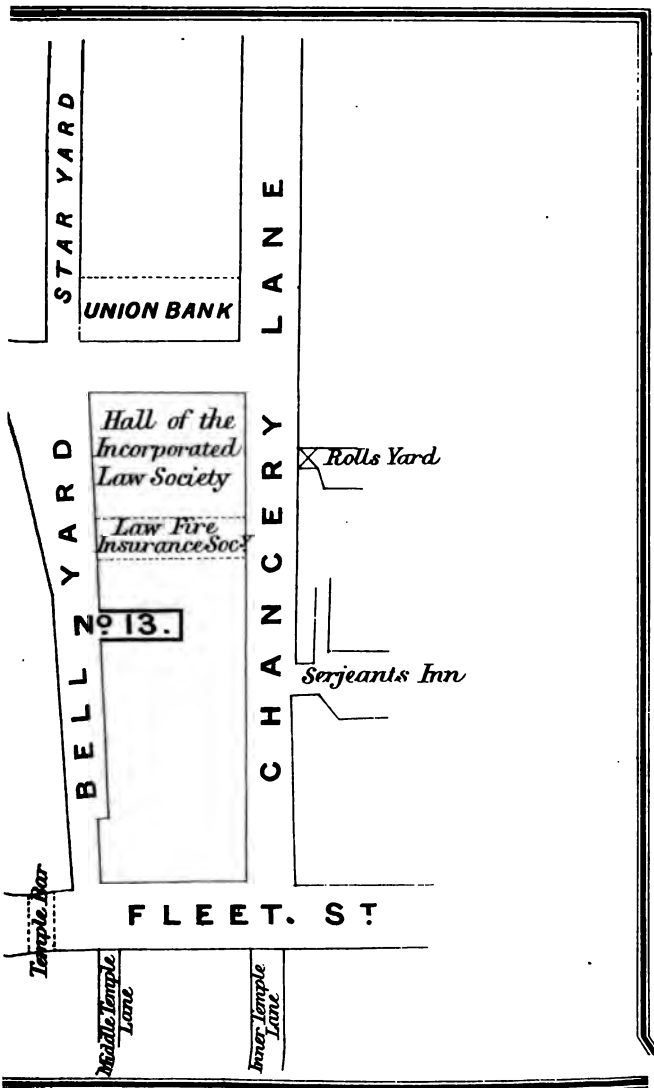 STAR YARD
UNION BANK
CHANCERY LANE
Hall of the
Incorporated
Law Society
Law Fire
Insurance Socy
BELL YARD
No 13.
Rolls Yard
Serjeants Inn
Temple Bar
FLEET. ST
Middle Temple
Lane
Inner Temple
Lane